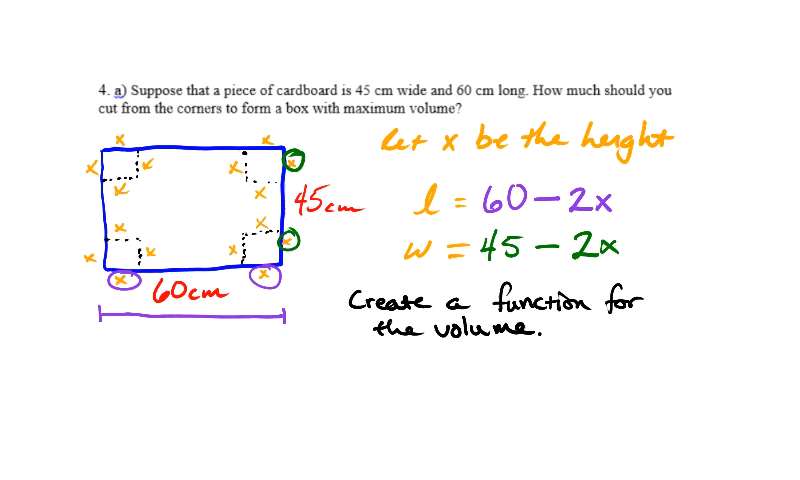 4. a) Suppose that a piece of cardboard is 45 cm wide and 60 cm long. How much should you
cut from the corners to form a box with maximum volume?
let x be the height
x x
x x x x
x x
45cm
l = 60-2x
x x
x x x x
w = 45-2x
x x
60cm
Create a function for
the volume.